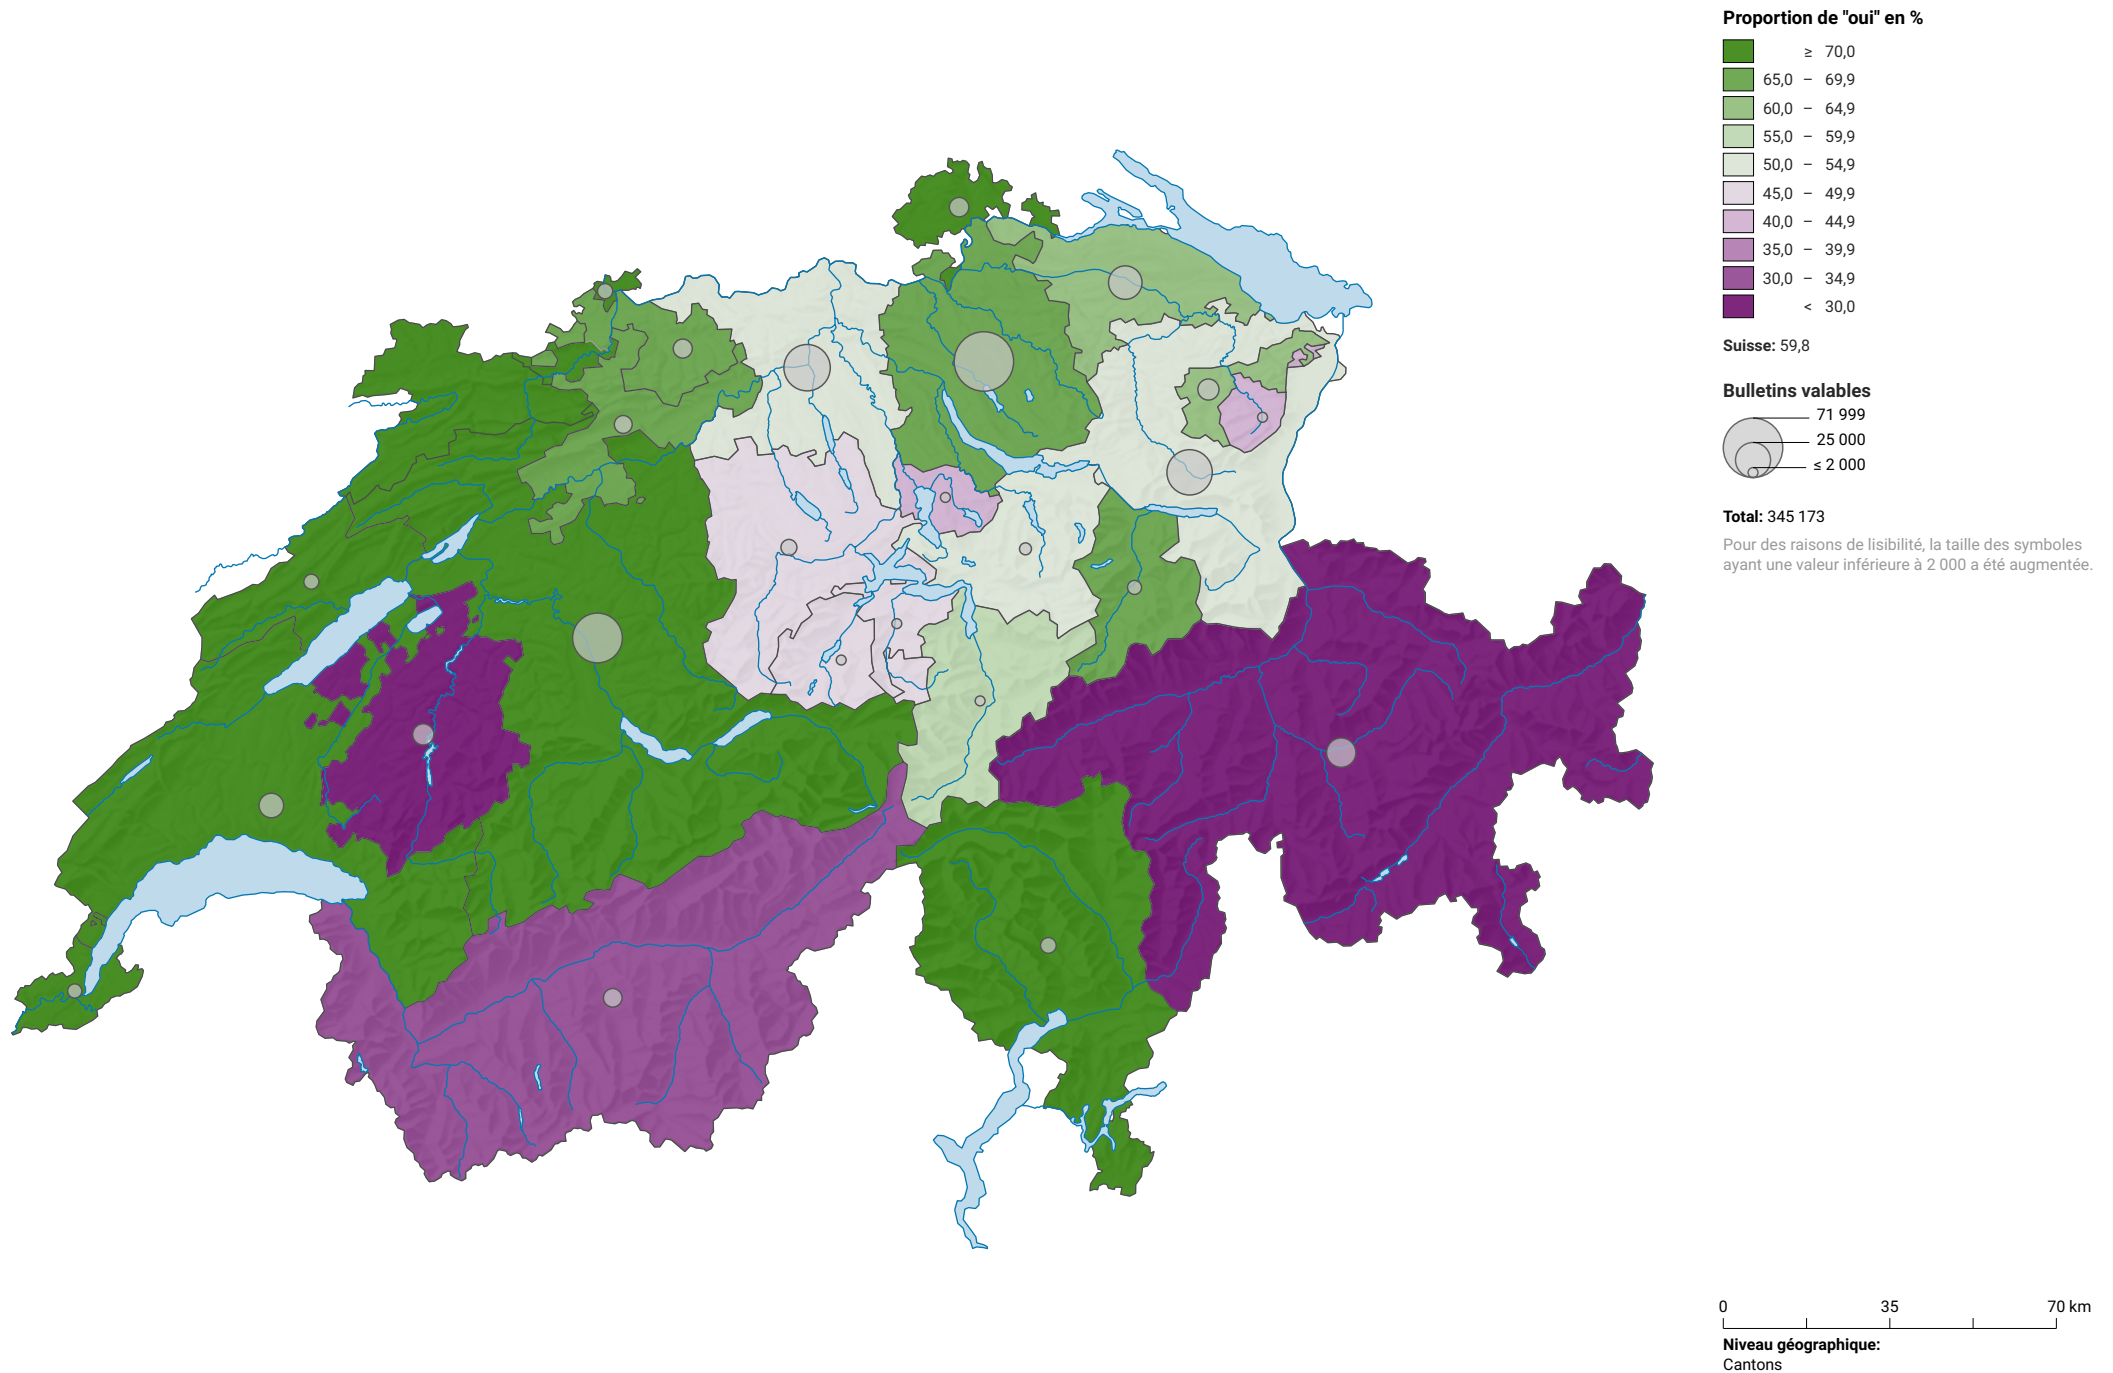 Proportion de "oui" en %
≥ 70,0
65,0 – 69,9
60,0 – 64,9
55,0 – 59,9
50,0 – 54,9
45,0 – 49,9
40,0 – 44,9
35,0 – 39,9
30,0 – 34,9
< 30,0
Suisse: 59,8
Bulletins valables
71 999
25 000
≤ 2 000
Total: 345 173
Pour des raisons de lisibilité, la taille des symboles
ayant une valeur inférieure à 2 000 a été augmentée.
0 35 70 km
Niveau géographique:
Cantons